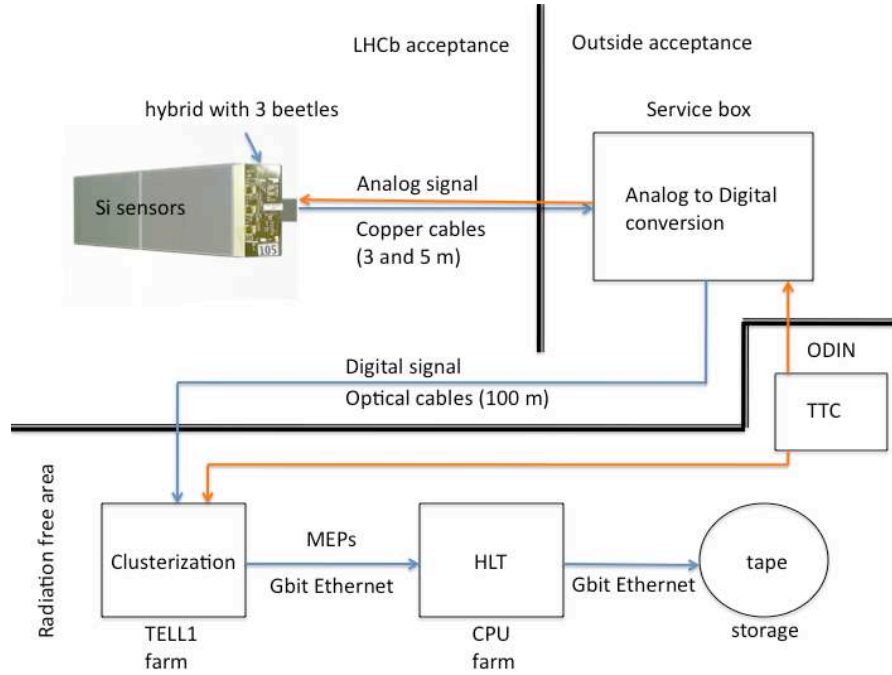 LHCb acceptance
Outside acceptance
hybrid with 3 beetles
Service box
Si sensors
105
Analog signal
Copper cables
(3 and 5 m)
Analog to Digital
conversion
ODIN
TTC
Digital signal
Optical cables (100 m)
Radiation free area
Clusterization
MEPs
Gbit Ethernet
HLT
Gbit Ethernet
tape
TELL1
farm
CPU
farm
storage